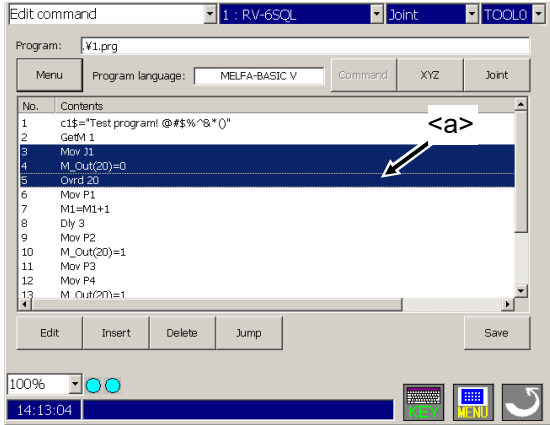 Edit command 1 : RV-6SQL Joint TOOL0
Program: .¥1.prg
Menu Program language: MELFA-BASIC V Command XYZ Joint
No. Contents
1 c1$="Test program! @#$%^&*()"
2 GetM 1
3 Mov J1
4 M_Out(20)=0
5 Ovrd 20
6 Mov P1
7 M1=M1+1
8 Dly 3
9 Mov P2
10 M_Out(20)=1
11 Mov P3
12 Mov P4
13 M_Out(20)=1
<a>
Edit Insert Delete Jump Save
100%
14:13:04
KEY MENU